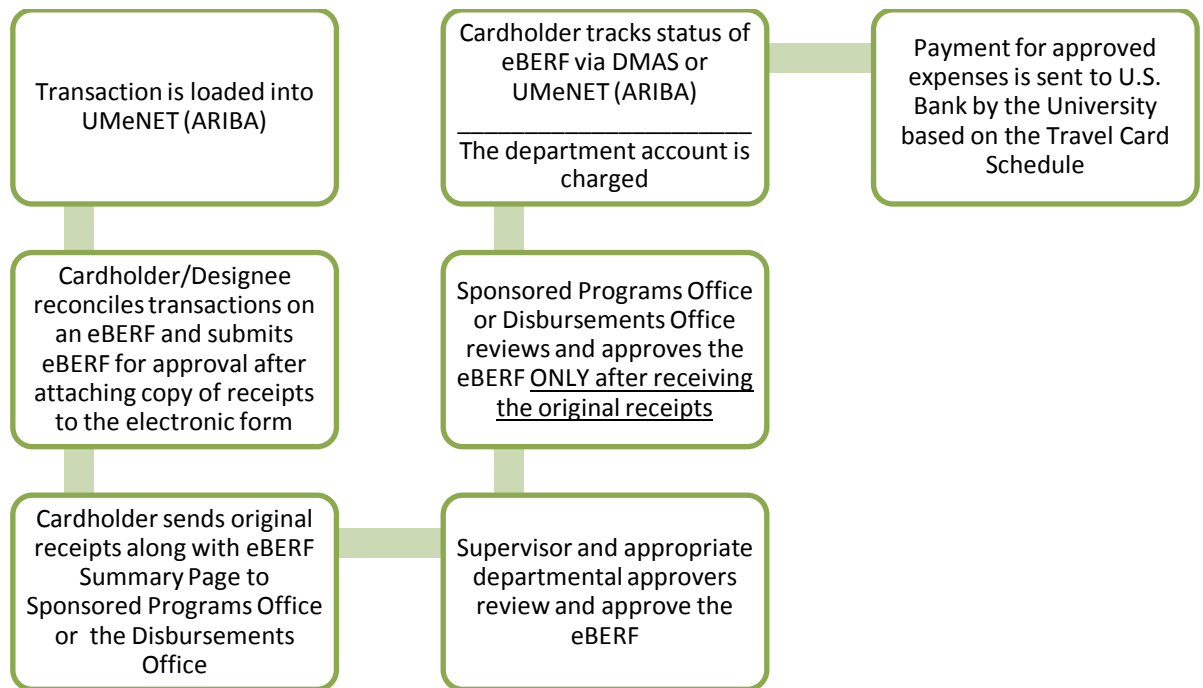 Transaction is loaded into
UMeNET (ARIBA)
Cardholder/Designee
reconciles transactions on
an eBERF and submits
eBERF for approval after
attaching copy of receipts
to the electronic form
Cardholder sends original
receipts along with eBERF
Summary Page to
Sponsored Programs Office
or the Disbursements
Office
Supervisor and appropriate
departmental approvers
review and approve the
eBERF
Sponsored Programs Office
or Disbursements Office
reviews and approves the
eBERF ONLY after receiving
the original receipts
Cardholder tracks status of
eBERF via DMAS or
UMeNET (ARIBA)
______________________
The department account is
charged
Payment for approved
expenses is sent to U.S.
Bank by the University
based on the Travel Card
Schedule